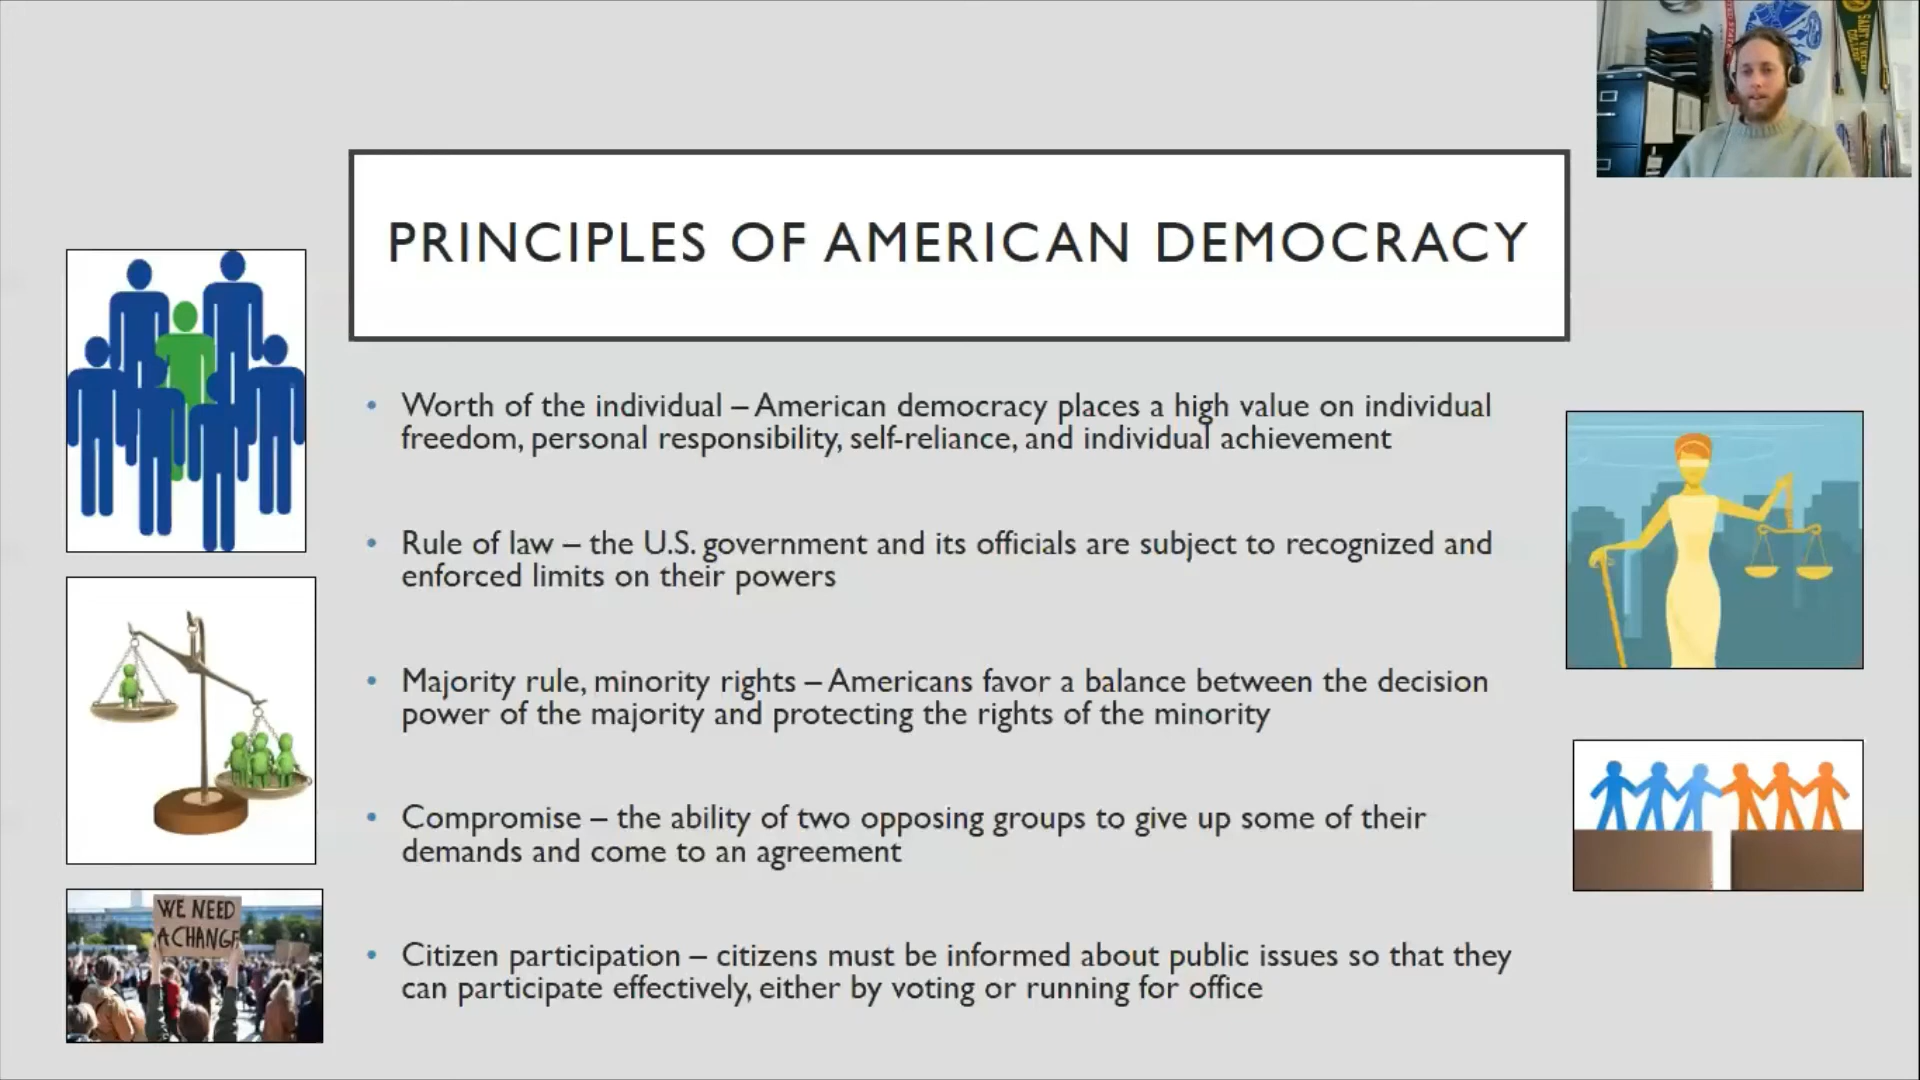 SAINT VINCENT
COLLEGE
PRINCIPLES OF AMERICAN DEMOCRACY
• Worth of the individual – American democracy places a high value on individual
freedom, personal responsibility, self-reliance, and individual achievement
• Rule of law – the U.S. government and its officials are subject to recognized and
enforced limits on their powers
• Majority rule, minority rights – Americans favor a balance between the decision
power of the majority and protecting the rights of the minority
• Compromise – the ability of two opposing groups to give up some of their
demands and come to an agreement
WE NEED
A CHANGE
• Citizen participation – citizens must be informed about public issues so that they
can participate effectively, either by voting or running for office